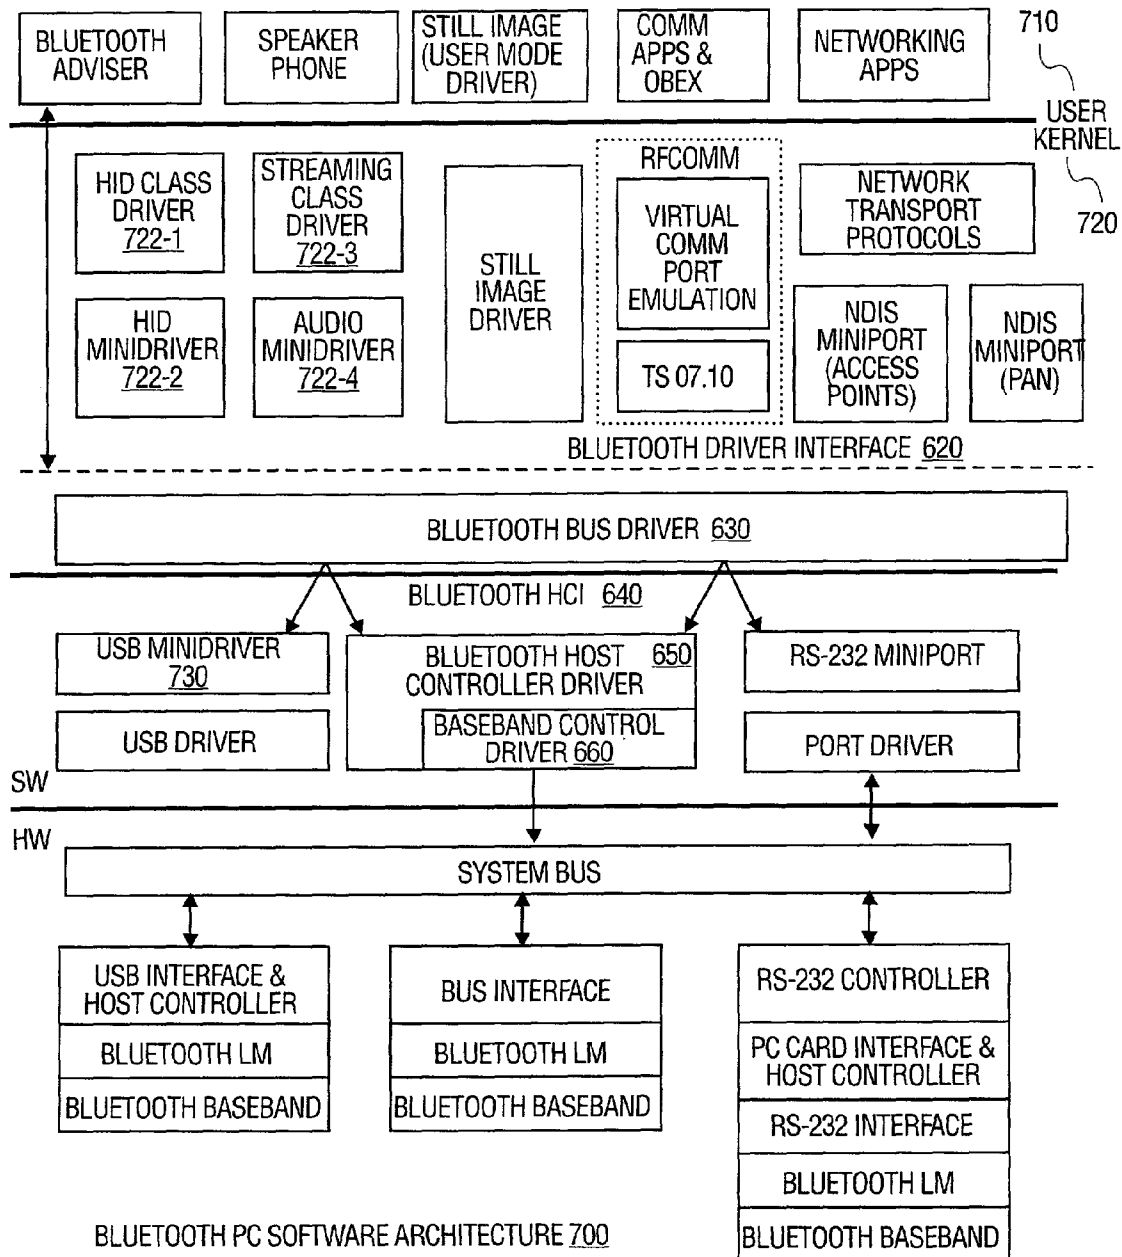 BLUETOOTH
ADVISER
SPEAKER
PHONE
STILL IMAGE
(USER MODE
DRIVER)
COMM
APPS &
OBEX
NETWORKING
APPS
710
USER
KERNEL
720
HID CLASS
DRIVER
722-1
STREAMING
CLASS
DRIVER
722-3
HID
MINIDRIVER
722-2
AUDIO
MINIDRIVER
722-4
STILL
IMAGE
DRIVER
RFCOMM
VIRTUAL
COMM
PORT
EMULATION
TS 07.10
NETWORK
TRANSPORT
PROTOCOLS
NDIS
MINIPORT
(ACCESS
POINTS)
NDIS
MINIPORT
(PAN)
BLUETOOTH DRIVER INTERFACE 620
BLUETOOTH BUS DRIVER 630
BLUETOOTH HCI 640
USB MINIDRIVER
730
USB DRIVER
BLUETOOTH HOST 650
CONTROLLER DRIVER
BASEBAND CONTROL
DRIVER 660
RS-232 MINIPORT
PORT DRIVER
SW
HW
SYSTEM BUS
USB INTERFACE &
HOST CONTROLLER
BLUETOOTH LM
BLUETOOTH BASEBAND
BUS INTERFACE
BLUETOOTH LM
BLUETOOTH BASEBAND
RS-232 CONTROLLER
PC CARD INTERFACE &
HOST CONTROLLER
RS-232 INTERFACE
BLUETOOTH LM
BLUETOOTH BASEBAND
BLUETOOTH PC SOFTWARE ARCHITECTURE 700